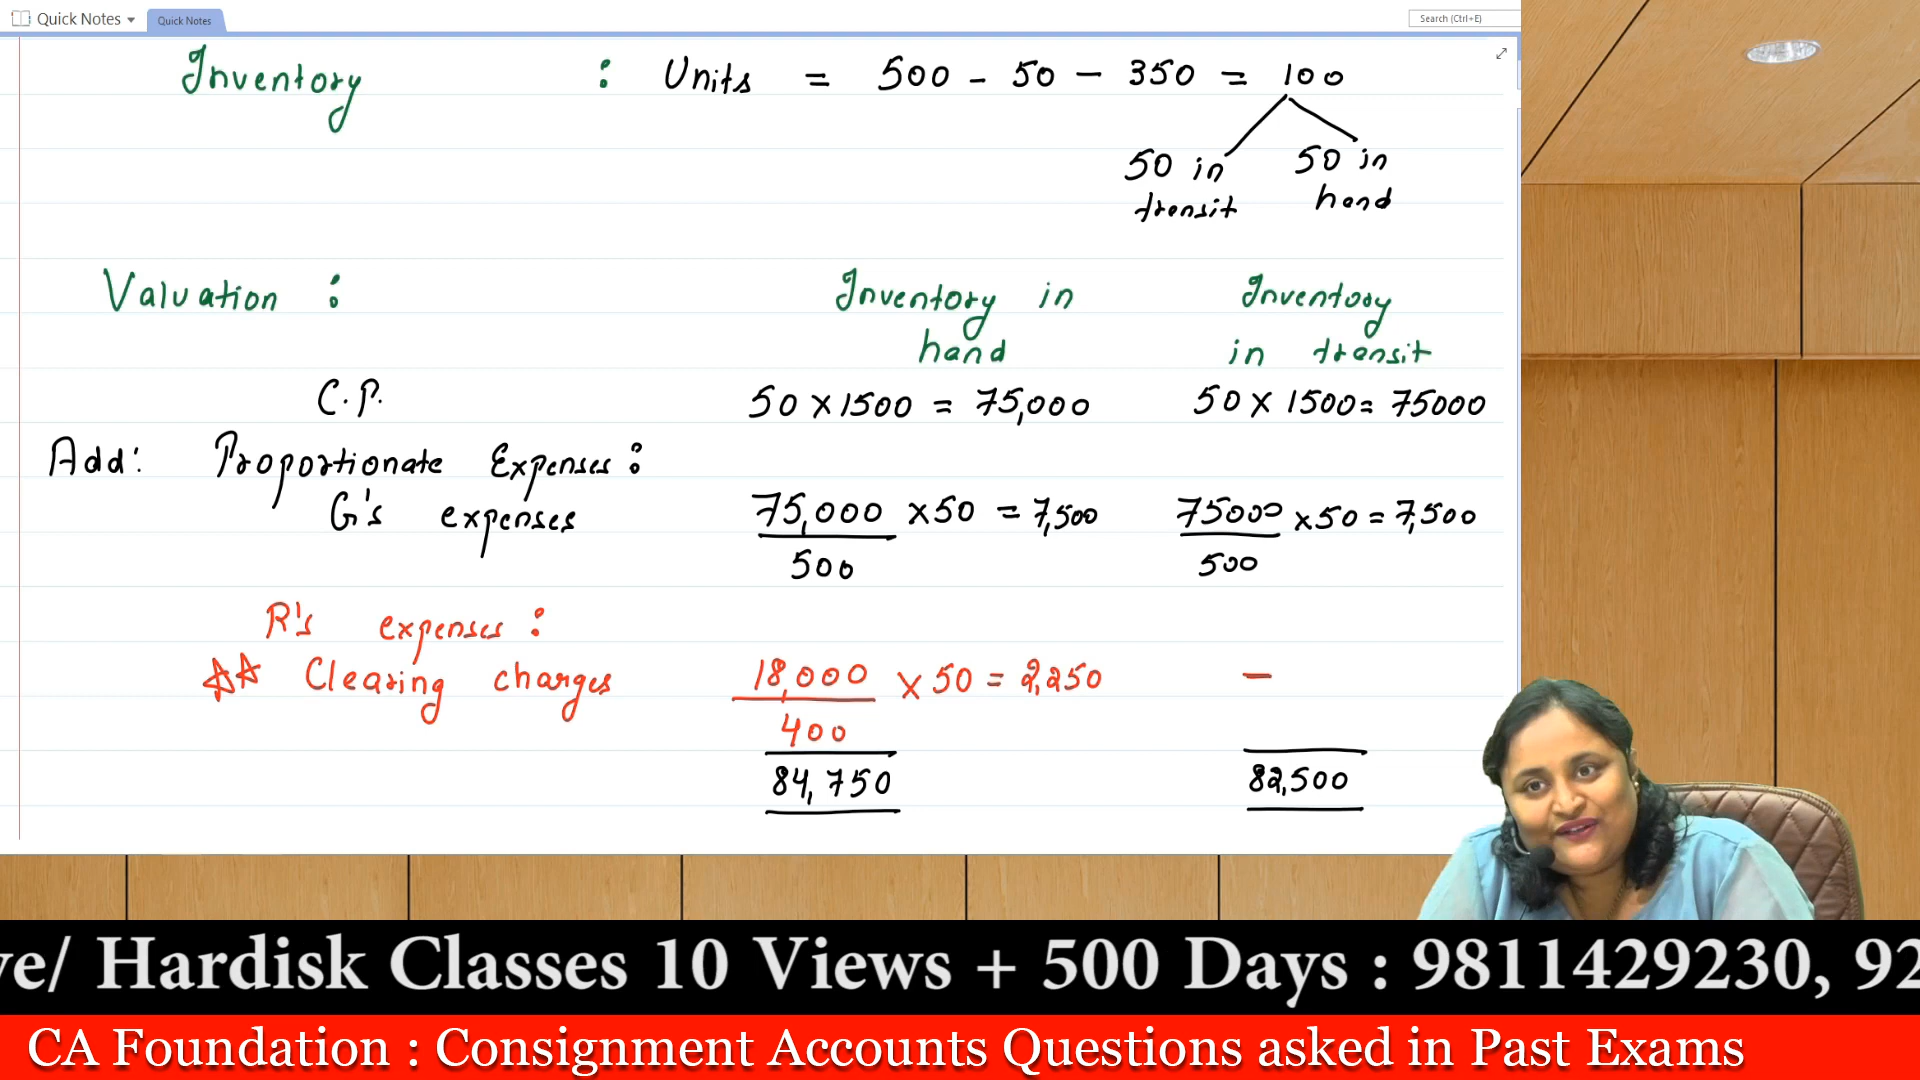 Quick Notes
Quick Notes
Search (Ctrl+E)
Inventory : Units = 500 - 50 - 350 = 100
50 in transit
50 in hand
Valuation :
Inventory in hand
Inventory in transit
C.P. 50 × 1500 = 75,000 50 × 1500 = 75000
Add: Proportionate Expenses:
G's expenses 75,000/500 × 50 = 7,500 75000/500 × 50 = 7,500
R's expenses :
Clearing charges 18,000/400 × 50 = 2,250 -
84,750 82,500
ve/ Hardisk Classes 10 Views + 500 Days : 9811429230, 92
CA Foundation : Consignment Accounts Questions asked in Past Exams